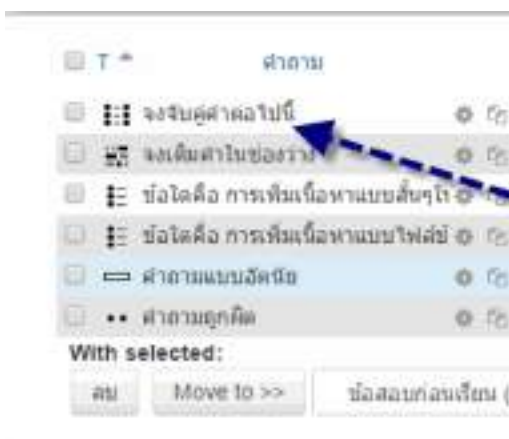 T คำถาม
จงจับคู่คำต่อไปนี้
จงเติมคำในช่องว่าง
ข้อใดคือ การเพิ่มเนื้อหาแบบสั้นๆใ
ข้อใดคือ การเพิ่มเนื้อหาแบบไฟล์ข้
คำถามแบบอัตนัย
คำถามถูกผิด
With selected:
ลบ Move to >> ข้อสอบก่อนเรียน (